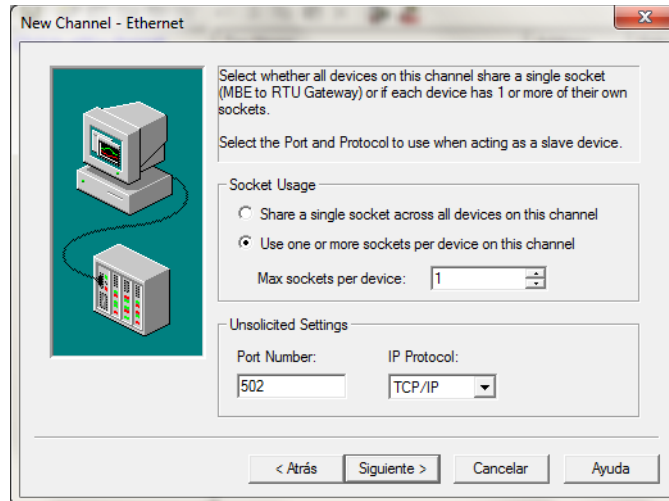 New Channel - Ethernet
Select whether all devices on this channel share a single socket
(MBE to RTU Gateway) or if each device has 1 or more of their own
sockets.
Select the Port and Protocol to use when acting as a slave device.
Socket Usage
Share a single socket across all devices on this channel
Use one or more sockets per device on this channel
Max sockets per device: 1
Unsolicited Settings
Port Number: IP Protocol:
502 TCP/IP
< Atrás Siguiente > Cancelar Ayuda